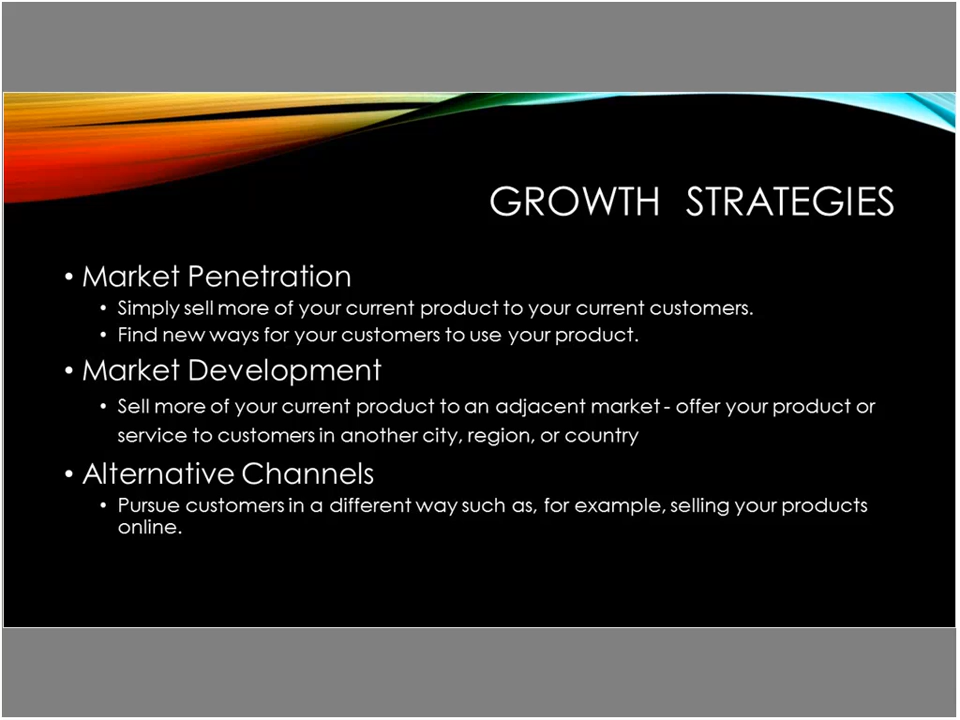 GROWTH STRATEGIES
• Market Penetration
• Simply sell more of your current product to your current customers.
• Find new ways for your customers to use your product.
• Market Development
• Sell more of your current product to an adjacent market - offer your product or
service to customers in another city, region, or country
• Alternative Channels
• Pursue customers in a different way such as, for example, selling your products
online.